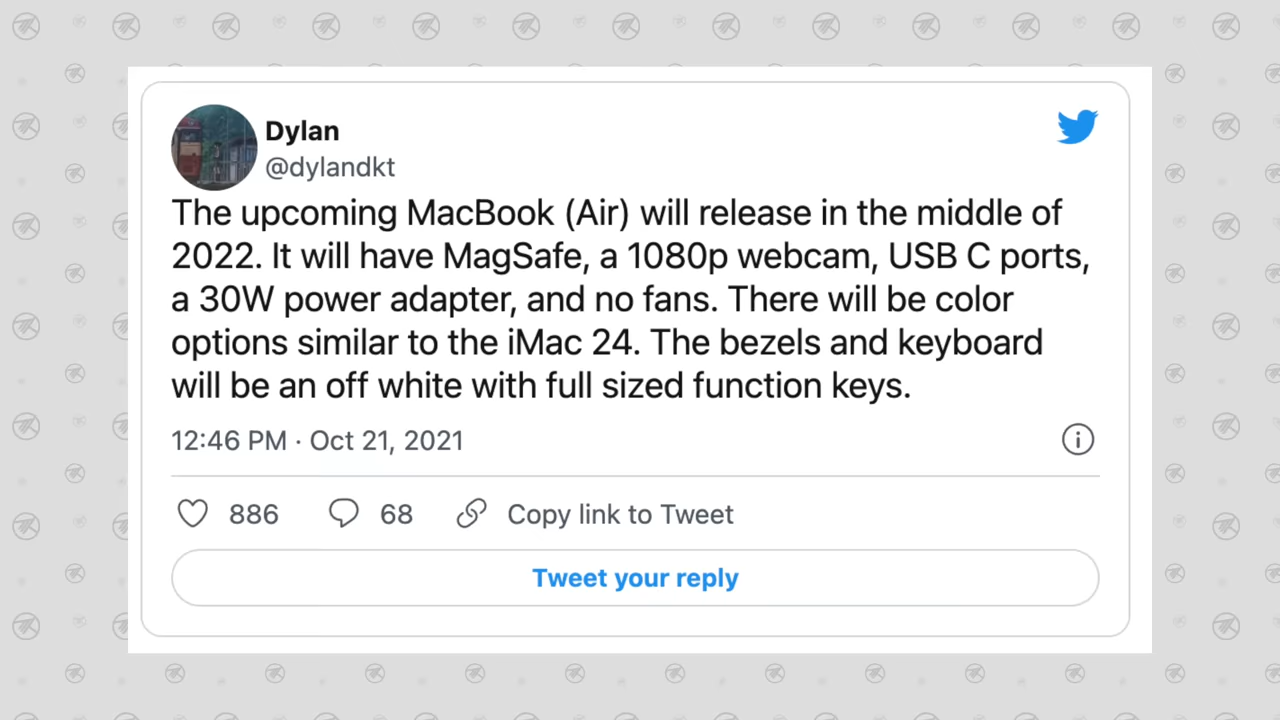 Dylan
@dylandkt
The upcoming MacBook (Air) will release in the middle of
2022. It will have MagSafe, a 1080p webcam, USB C ports,
a 30W power adapter, and no fans. There will be color
options similar to the iMac 24. The bezels and keyboard
will be an off white with full sized function keys.
12:46 PM · Oct 21, 2021
886 68 Copy link to Tweet
Tweet your reply